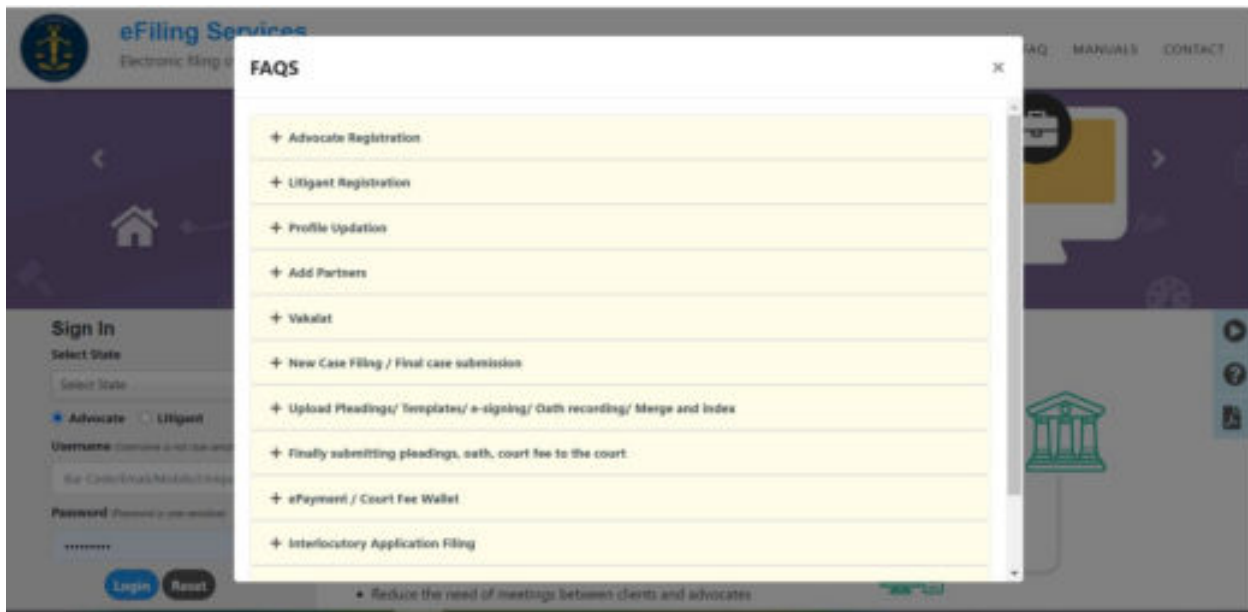 eFiling Services
Electronic filing
FAQ MANUALS CONTACT
FAQS
×
+ Advocate Registration
+ Litigant Registration
+ Profile Updation
+ Add Partners
+ Vakalat
+ New Case Filing / Final case submission
+ Upload Pleadings/ Templates/ e-signing/ Oath recording/ Merge and index
+ Finally submitting pleadings, oath, court fee to the court
+ ePayment / Court Fee Wallet
+ Interlocutory Application Filing
Sign In
Select State
Select State
Advocate Litigant
Username
Password
Login Reset
• Reduce the need of meetings between clients and advocates